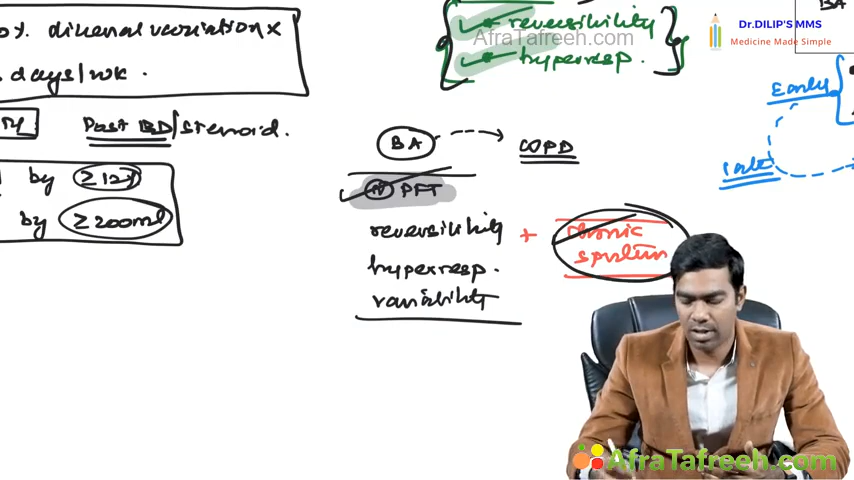 diurnal variation x
days/wk.
Post BD/steroid.
by ≥12%
by ≥200ml
reversibility
hyperresp.
AfraTafreeh.com
BA → COPD
N PFT
reversibility + chronic sputum
hyperresp.
variability
Dr.DILIP'S MMS
Medicine Made Simple
BA
Early
Late
AfraTafreeh.com